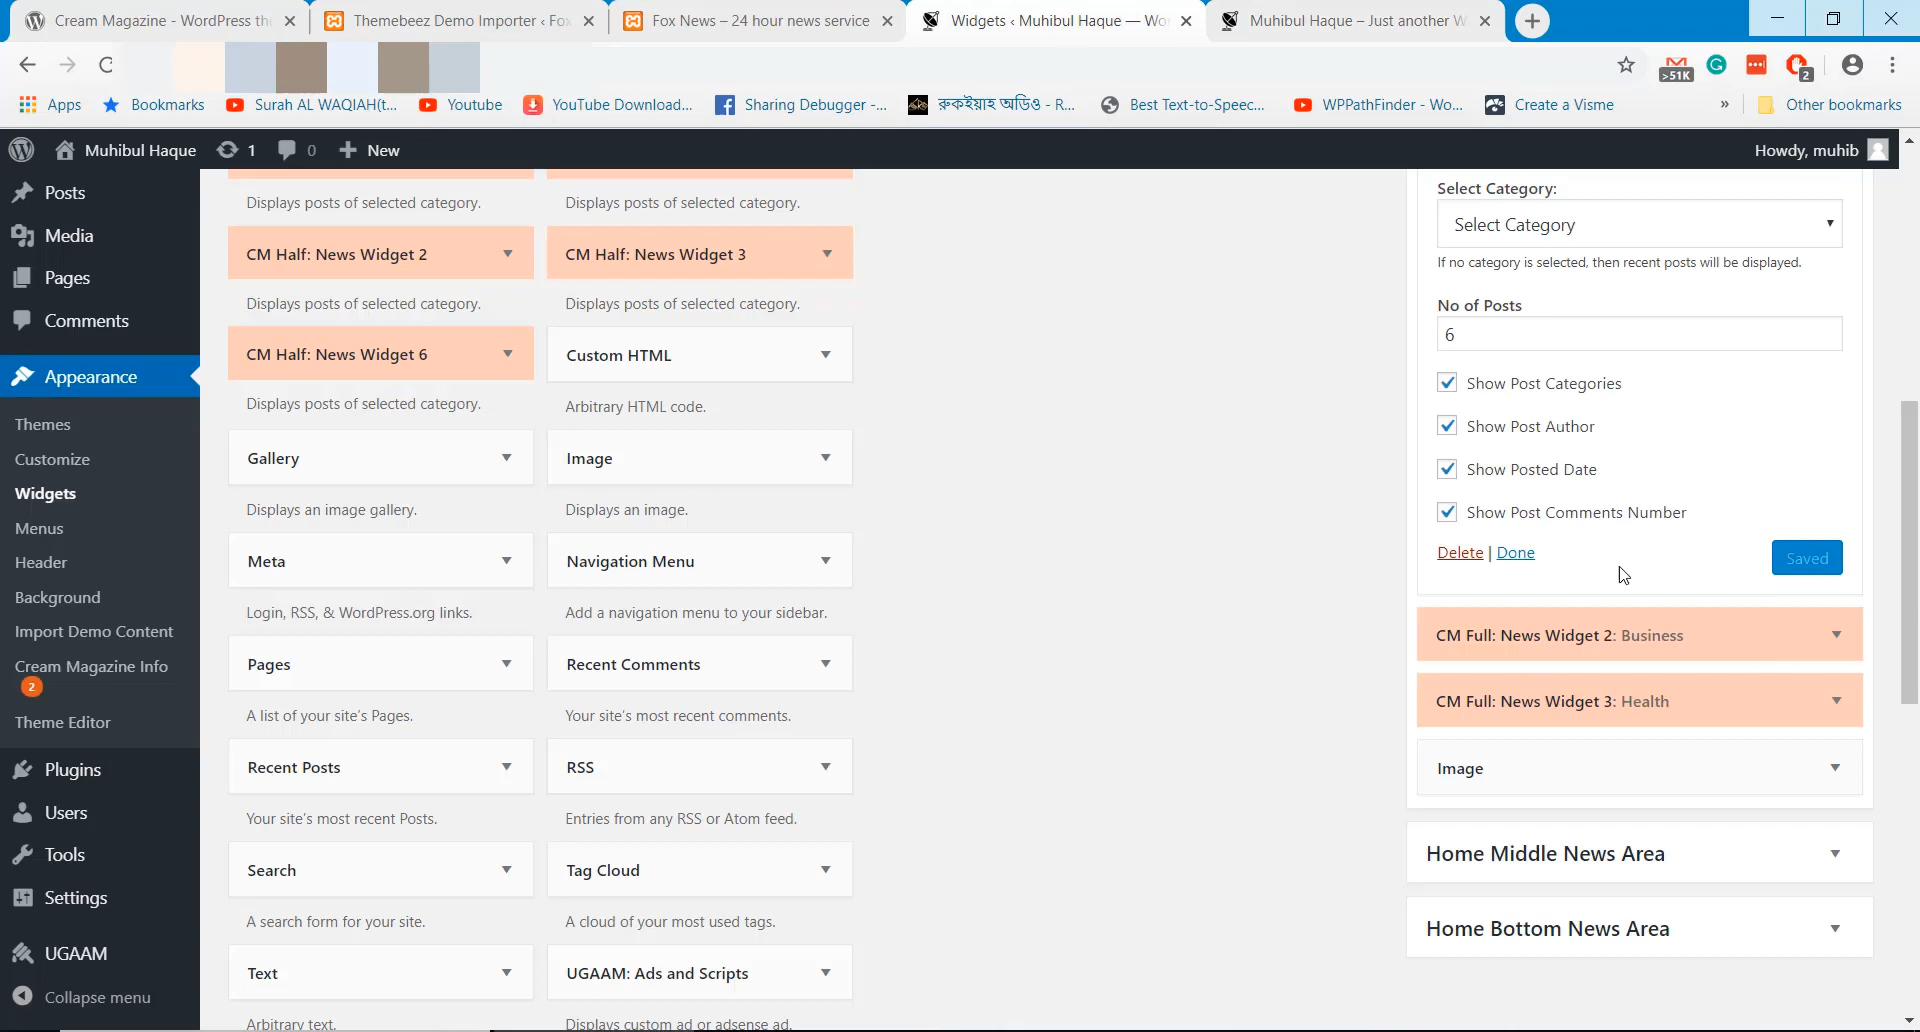 Cream Magazine - WordPress the
Themebeez Demo Importer ‹ Fox
Fox News – 24 hour news service
Widgets ‹ Muhibul Haque — Wor
Muhibul Haque – Just another W
>51K
2
Apps
Bookmarks
Surah AL WAQIAH(t...
Youtube
YouTube Download...
Sharing Debugger -...
রুকইয়াহ অডিও - R...
Best Text-to-Speec...
WPPathFinder - Wo...
Create a Visme
»
Other bookmarks
Muhibul Haque
1
0
New
Howdy, muhib
Posts
Media
Pages
Comments
Appearance
Themes
Customize
Widgets
Menus
Header
Background
Import Demo Content
Cream Magazine Info
2
Theme Editor
Plugins
Users
Tools
Settings
UGAAM
Collapse menu
Displays posts of selected category.
Displays posts of selected category.
CM Half: News Widget 2
CM Half: News Widget 3
Displays posts of selected category.
Displays posts of selected category.
CM Half: News Widget 6
Custom HTML
Displays posts of selected category.
Arbitrary HTML code.
Gallery
Image
Displays an image gallery.
Displays an image.
Meta
Navigation Menu
Login, RSS, & WordPress.org links.
Add a navigation menu to your sidebar.
Pages
Recent Comments
A list of your site's Pages.
Your site's most recent comments.
Recent Posts
RSS
Your site's most recent Posts.
Entries from any RSS or Atom feed.
Search
Tag Cloud
A search form for your site.
A cloud of your most used tags.
Text
UGAAM: Ads and Scripts
Arbitrary text.
Displays custom ad or adsense ad.
Select Category:
Select Category
If no category is selected, then recent posts will be displayed.
No of Posts
6
Show Post Categories
Show Post Author
Show Posted Date
Show Post Comments Number
Delete | Done
Saved
CM Full: News Widget 2: Business
CM Full: News Widget 3: Health
Image
Home Middle News Area
Home Bottom News Area